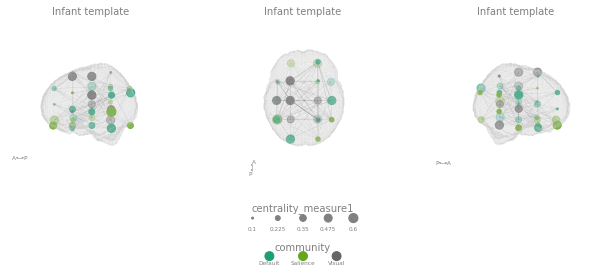 Infant template Infant template Infant template
A⟷P
A
P
P⟷A
centrality_measure1
0.1 0.225 0.35 0.475 0.6
community
Default Salience Visual